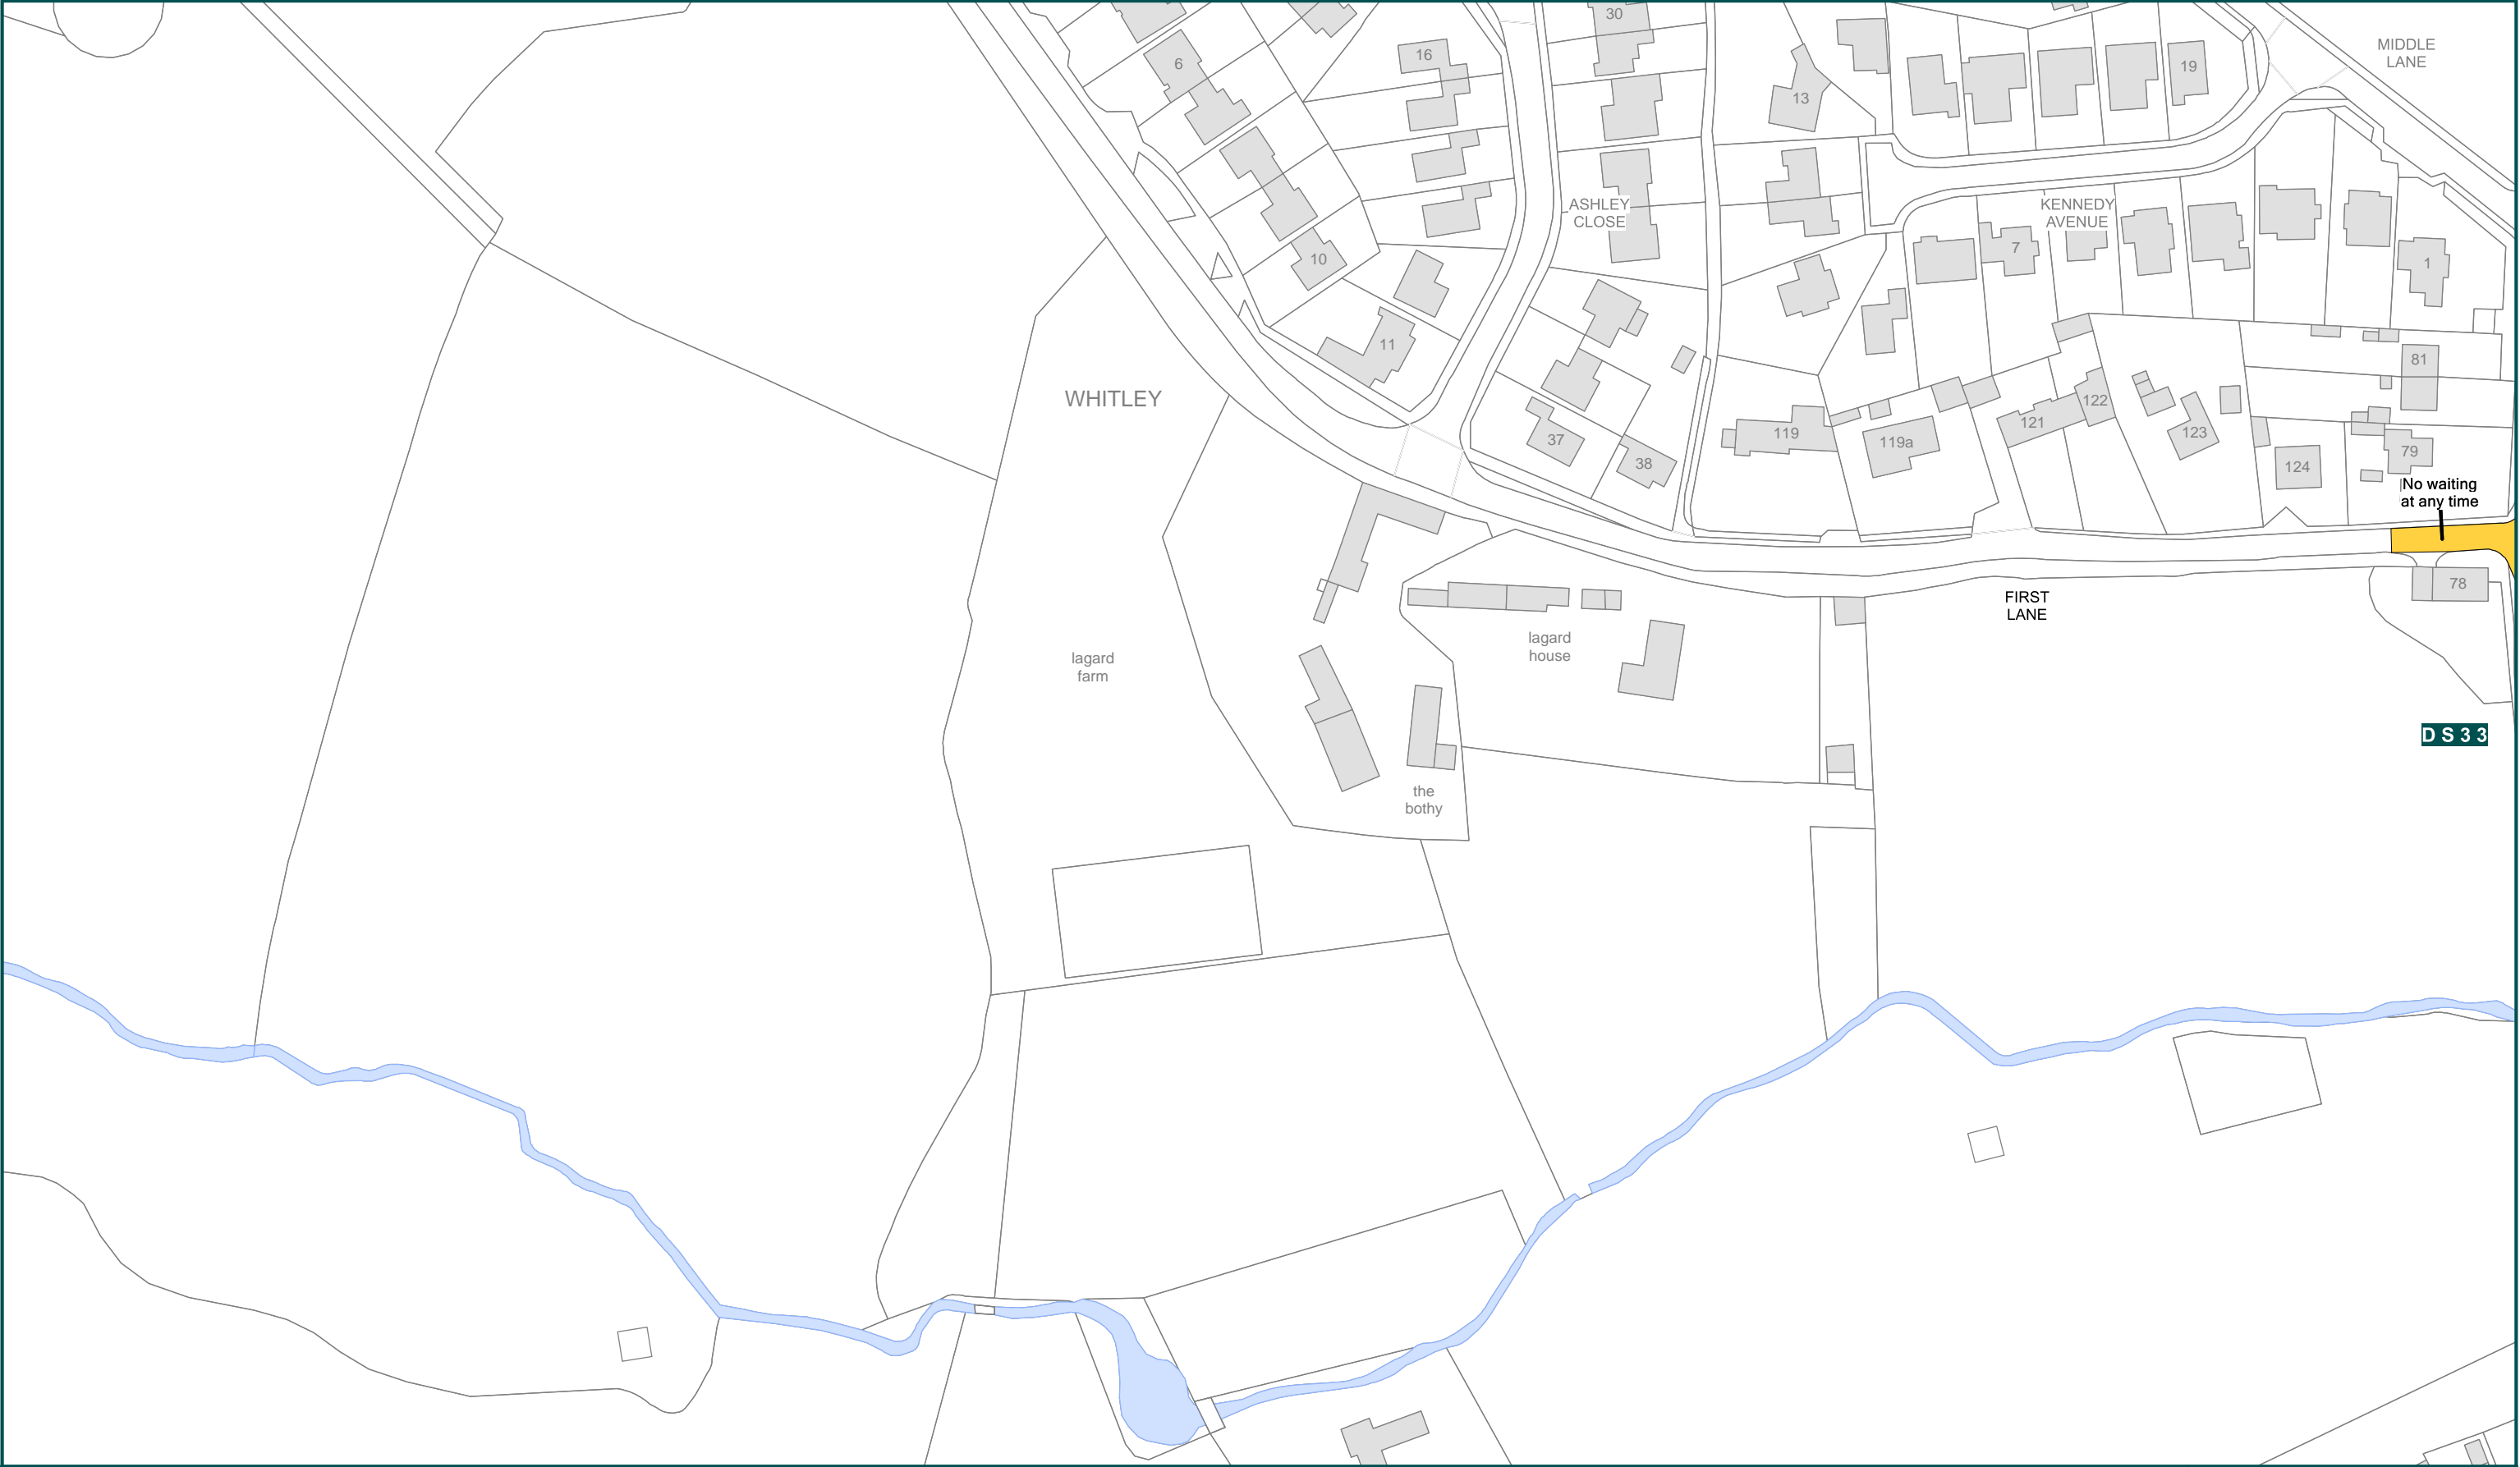 30
MIDDLE
LANE
16
6
19
13
ASHLEY
CLOSE
KENNEDY
AVENUE
7
10
1
11
81
WHITLEY
122
121
123
119
119a
37
38
79
124
No waiting
at any time
78
FIRST
LANE
lagard
house
lagard
farm
DS33
the
bothy